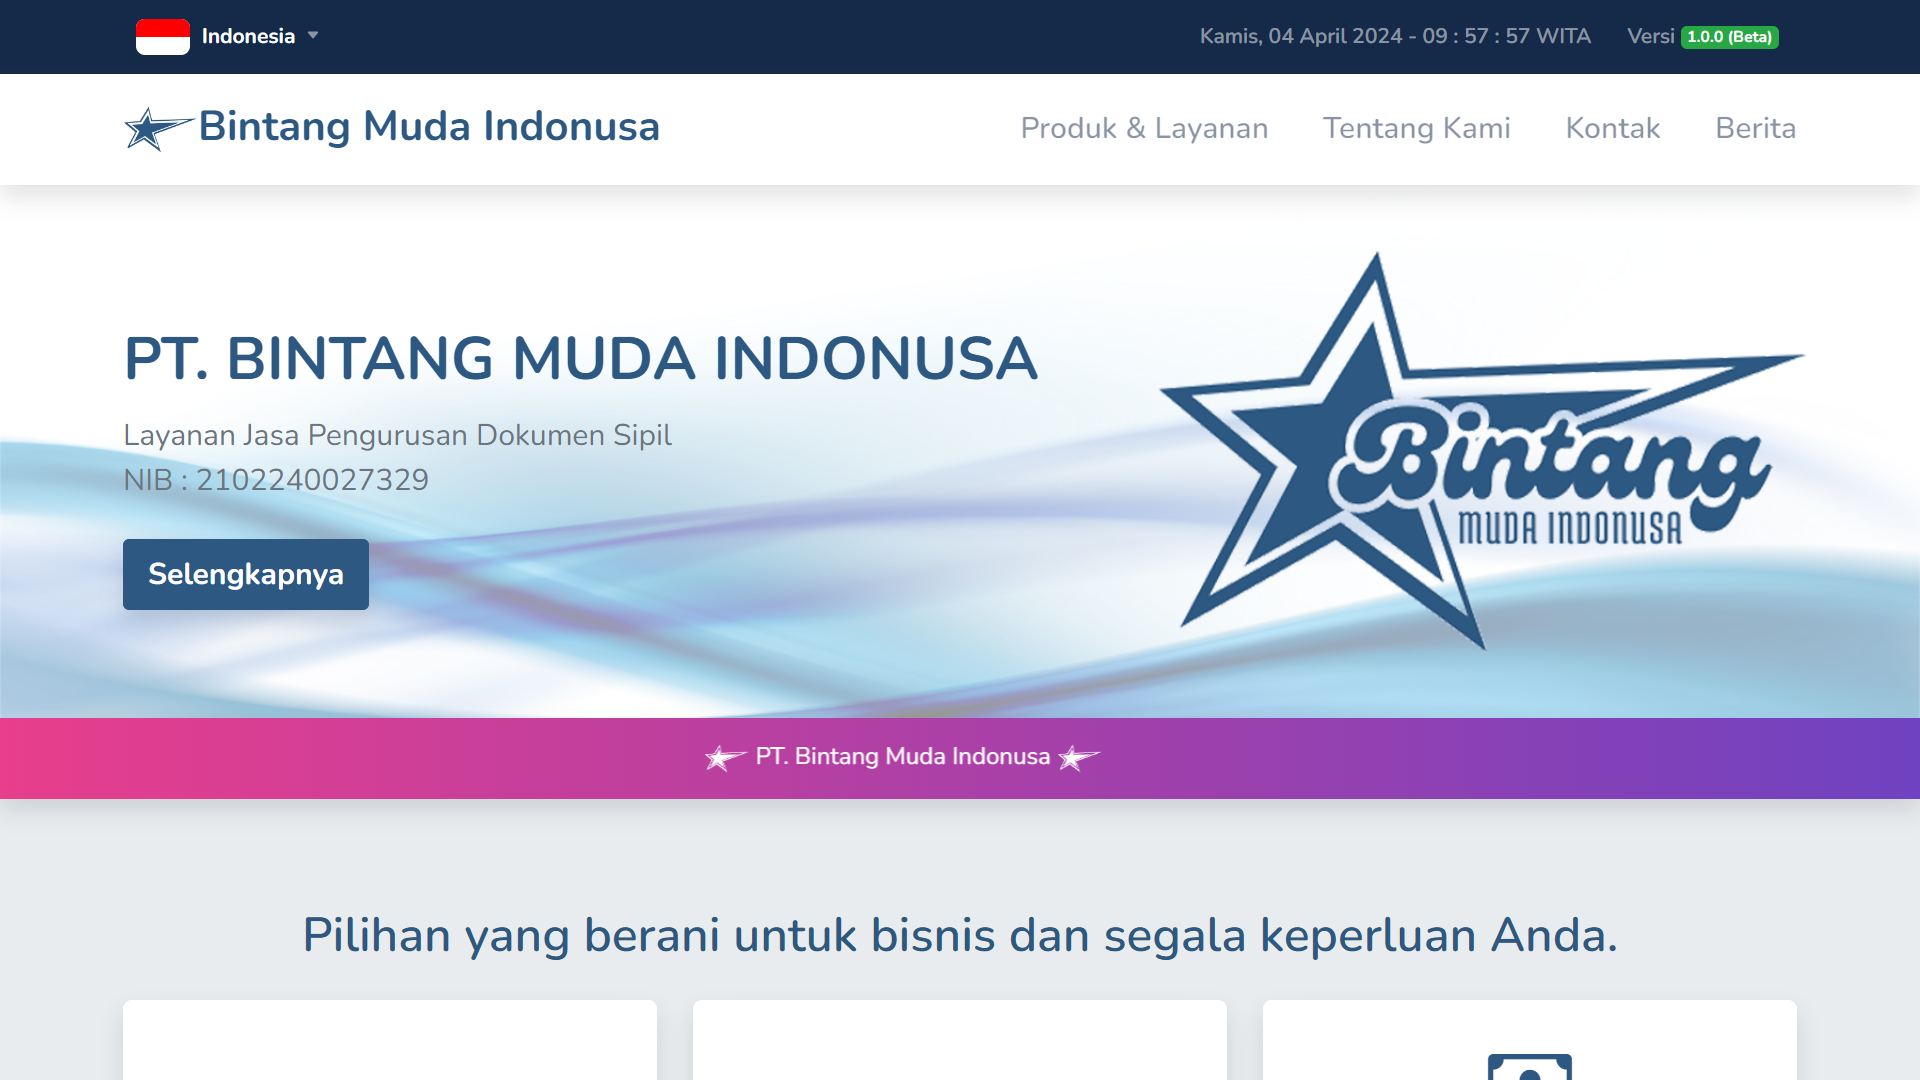 Indonesia
Kamis, 04 April 2024 - 09 : 57 : 57 WITA
Versi 1.0.0 (Beta)
Bintang Muda Indonusa
Produk & Layanan
Tentang Kami
Kontak
Berita
PT. BINTANG MUDA INDONUSA
Layanan Jasa Pengurusan Dokumen Sipil
NIB : 2102240027329
Selengkapnya
Bintang
MUDA INDONUSA
PT. Bintang Muda Indonusa
Pilihan yang berani untuk bisnis dan segala keperluan Anda.